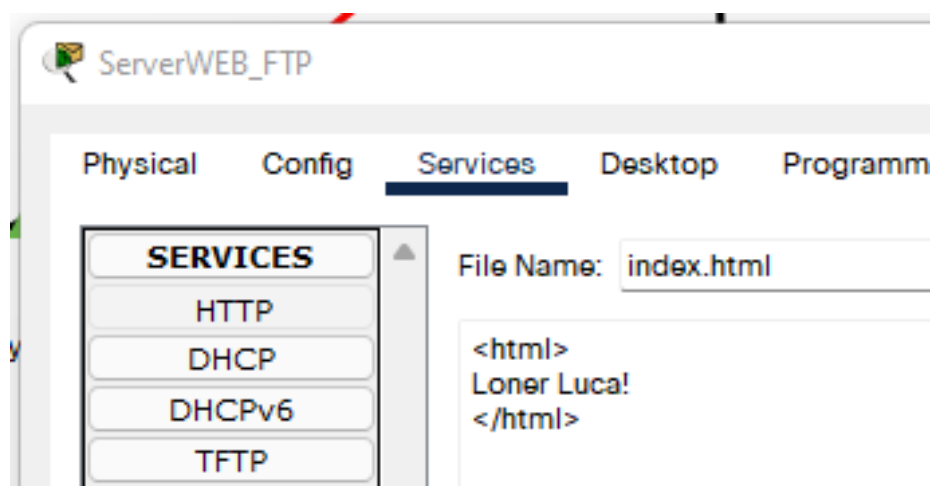 ServerWEB_FTP
Physical Config Services Desktop Programm
SERVICES
HTTP
DHCP
DHCPv6
TFTP
File Name: index.html
<html>
Loner Luca!
</html>